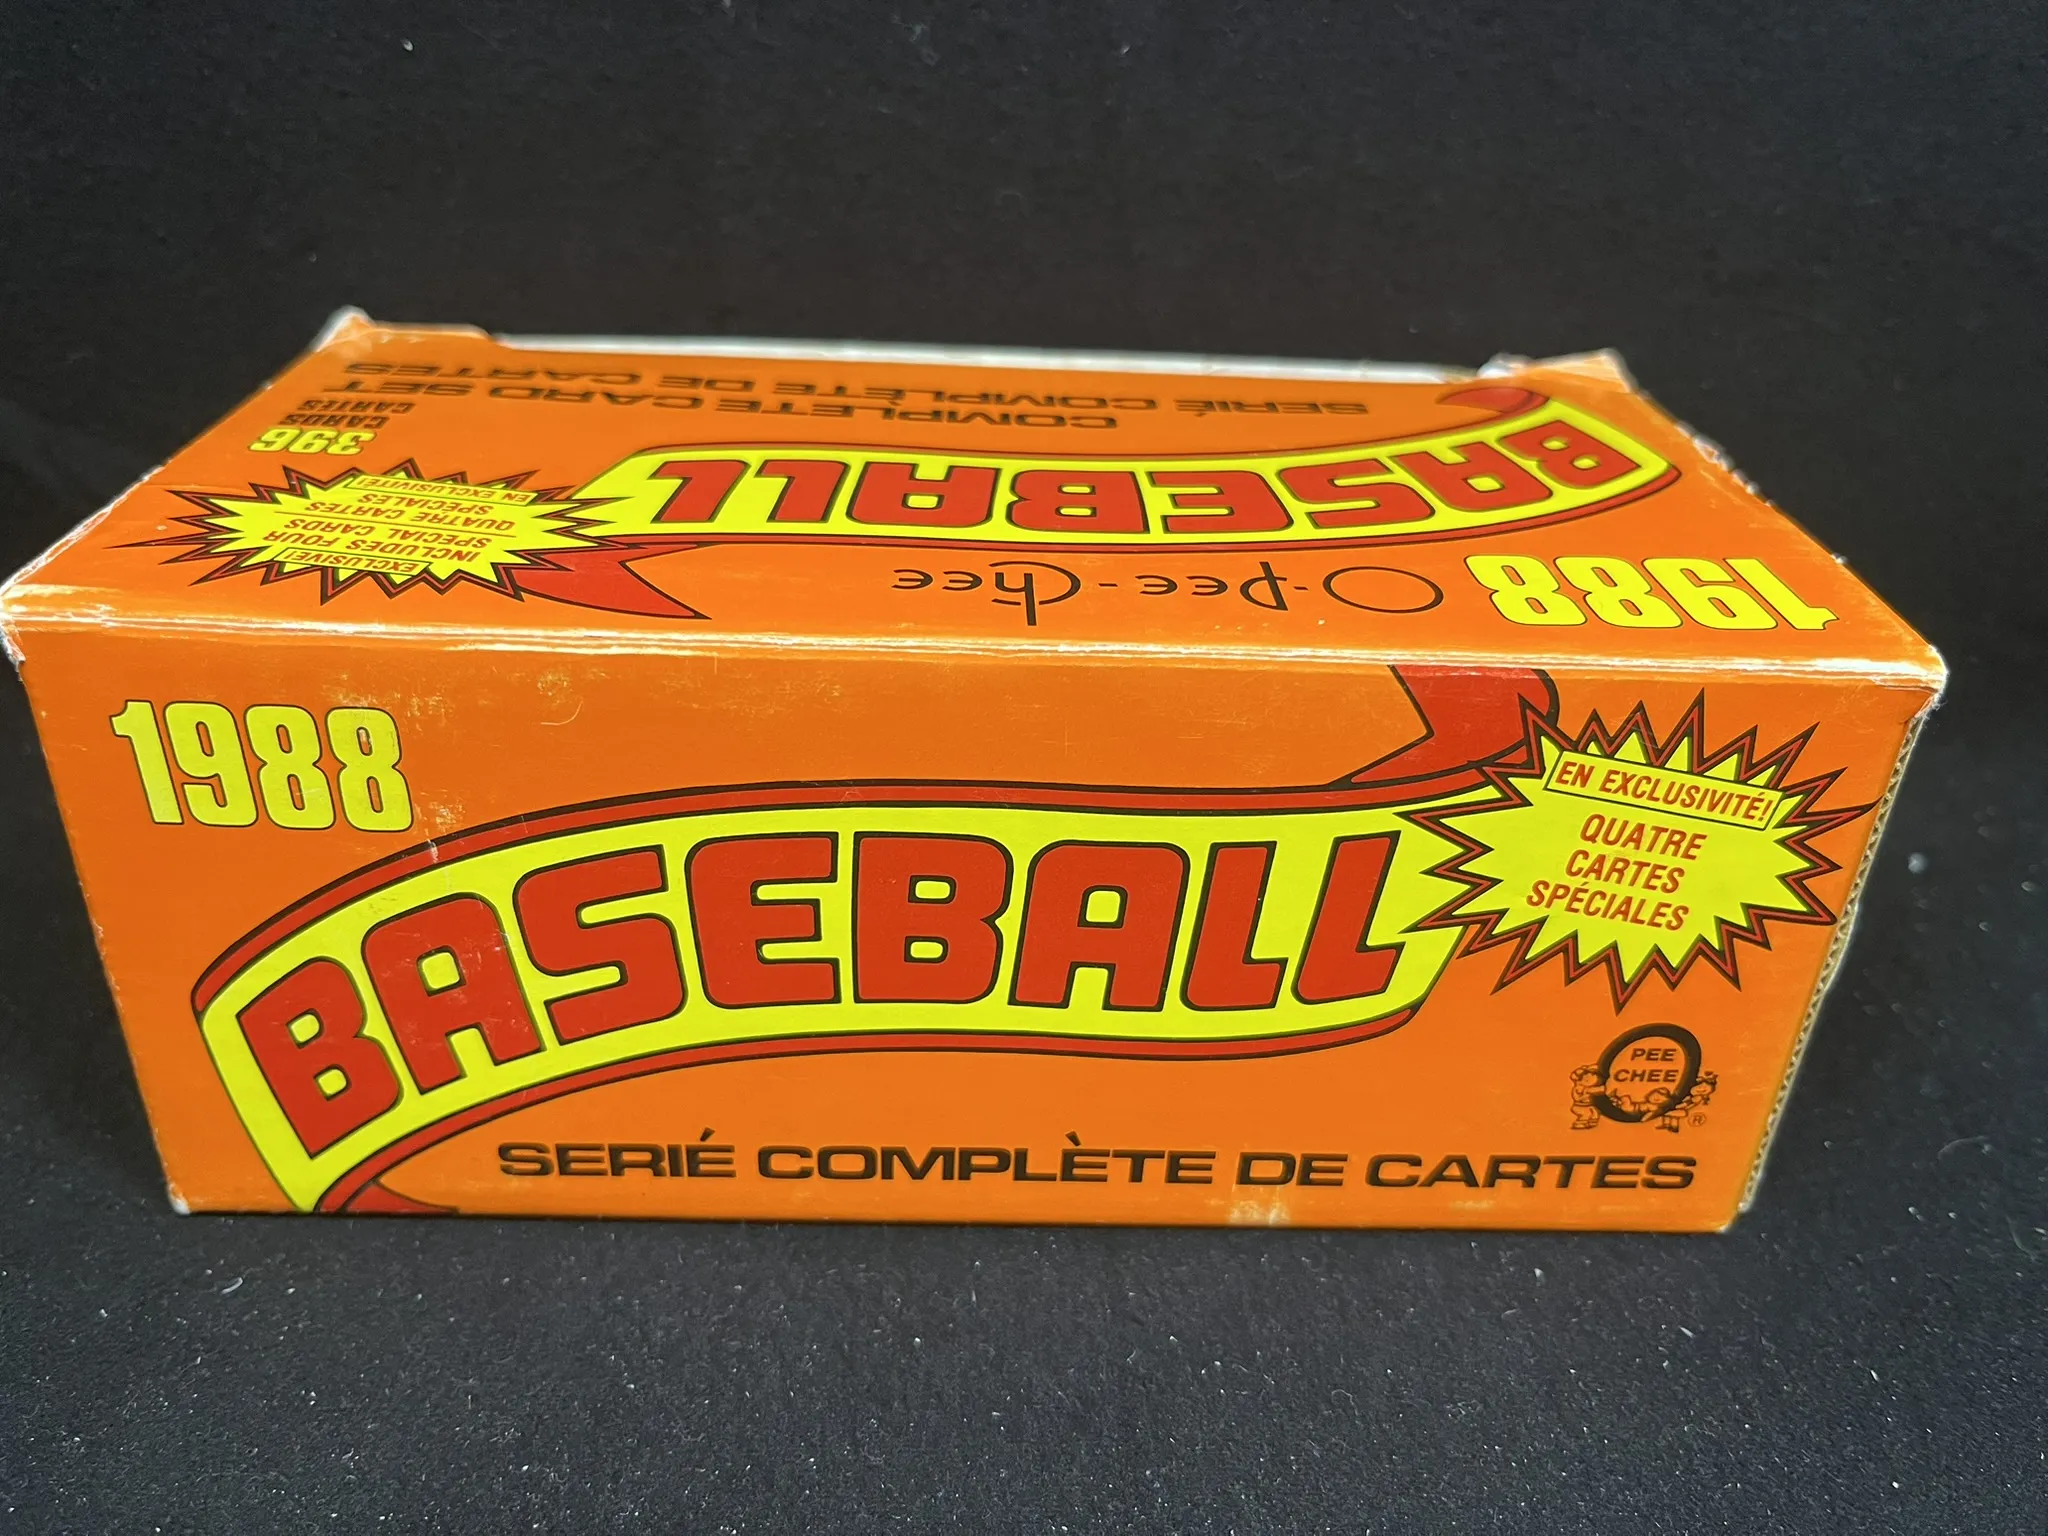 COMPLETE CARD SET
SERIÉ COMPLÈTE DE CARTES
396
CARDS
CARTES
BASEBALL
EXCLUSIVE!
INCLUDES FOUR
SPECIAL CARDS
EN EXCLUSIVITÉ!
QUATRE CARTES
SPÉCIALES
1988
O-Pee-Chee
1988
BASEBALL
EN EXCLUSIVITÉ!
QUATRE
CARTES
SPÉCIALES
PEE
CHEE
®
SERIÉ COMPLÈTE DE CARTES